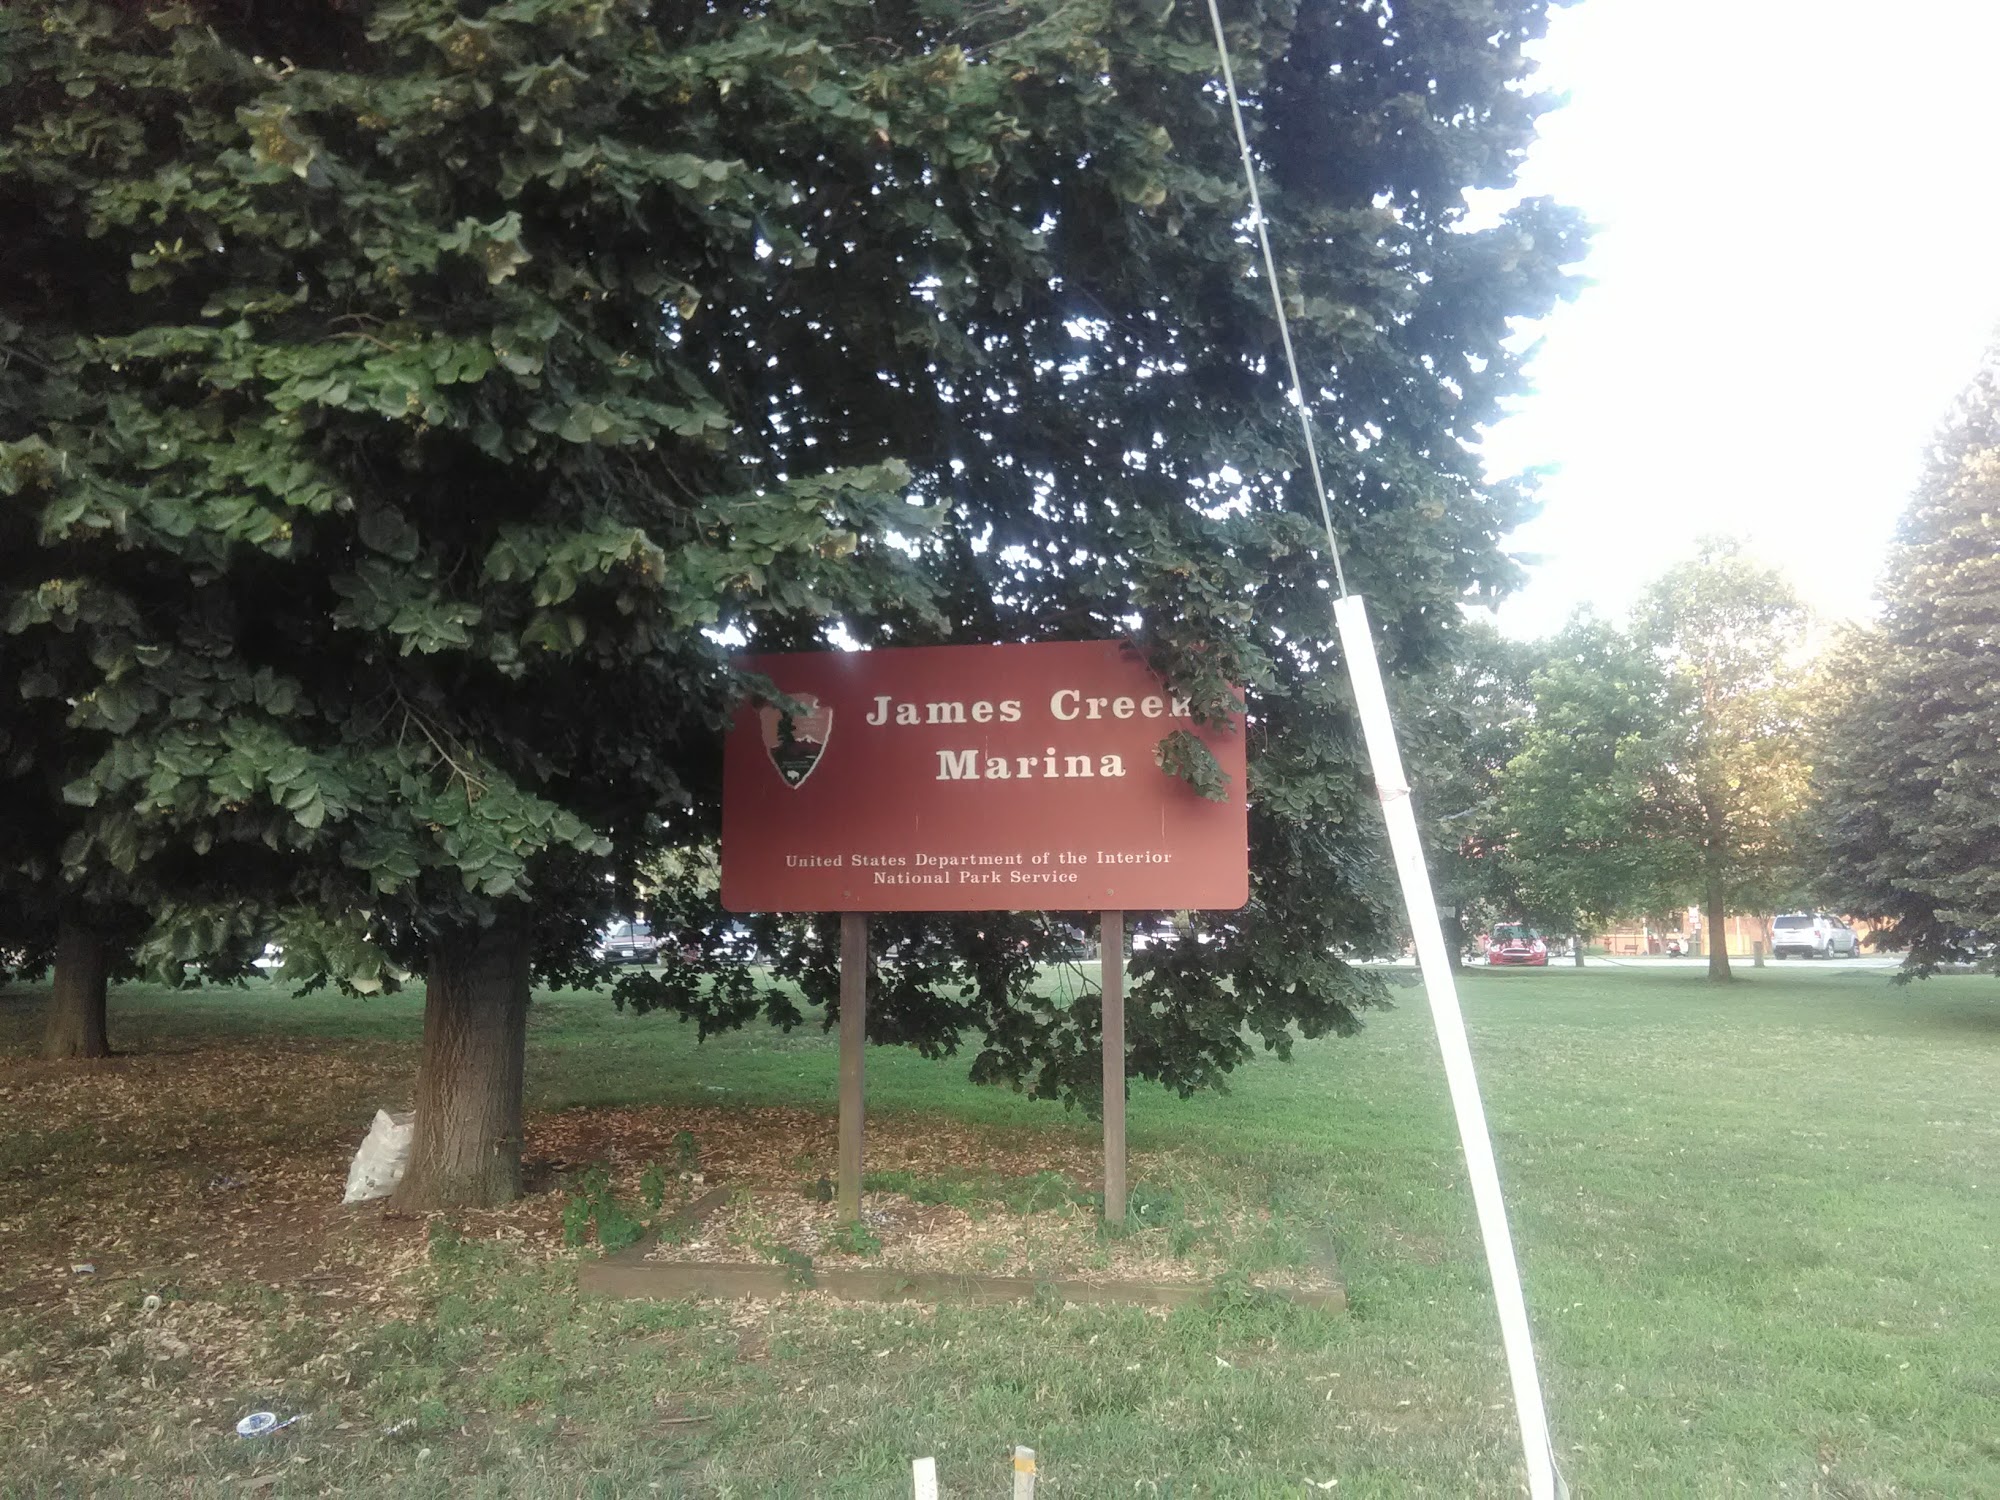 James Creek
Marina
United States Department of the Interior
National Park Service